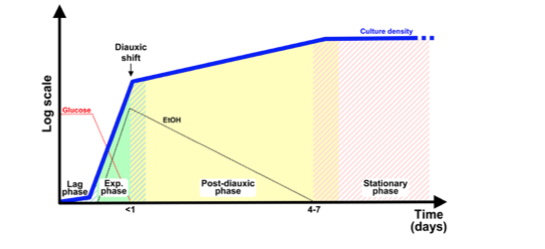 Culture density
Diauxic
shift
Log scale
Glucose
EtOH
Lag
phase
Exp.
phase
Post-diauxic
phase
Stationary
phase
<1
4-7
Time
(days)